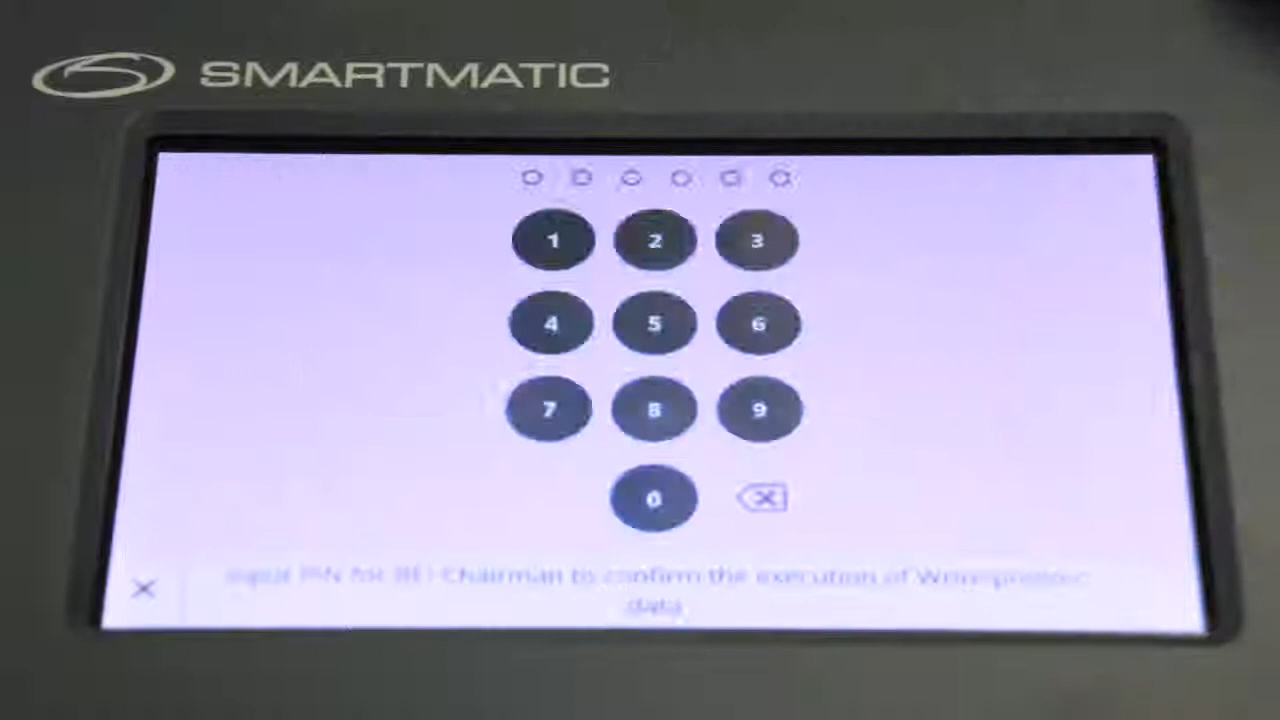 SMARTMATIC
1 2 3
4 5 6
7 8 9
0
Input PIN for BEI Chairman to confirm the execution of
data